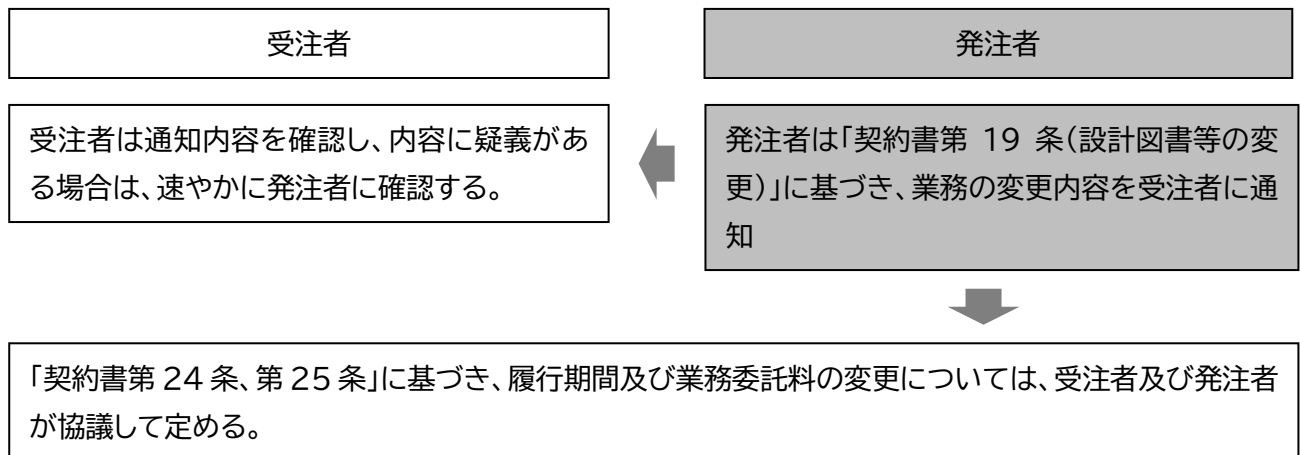 受注者
発注者
受注者は通知内容を確認し、内容に疑義があ
る場合は、速やかに発注者に確認する。
発注者は「契約書第 19 条(設計図書等の変
更)」に基づき、業務の変更内容を受注者に通
知
「契約書第 24 条、第 25 条」に基づき、履行期間及び業務委託料の変更については、受注者及び発注者
が協議して定める。